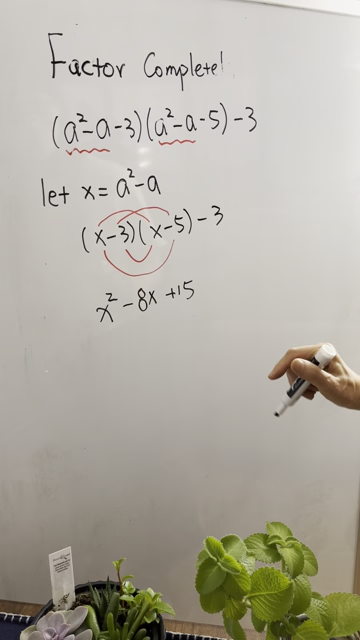 Factor Complete!
(a²-a-3)(a²-a-5)-3
let x=a²-a
(x-3)(x-5)-3
x²-8x+15